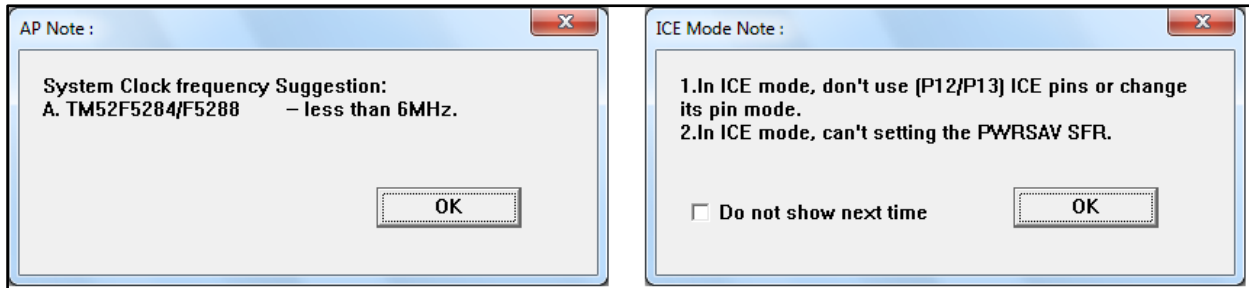 AP Note :
System Clock frequency Suggestion:
A. TM52F5284/F5288 – less than 6MHz.
OK
ICE Mode Note :
1.In ICE mode, don't use (P12/P13) ICE pins or change
its pin mode.
2.In ICE mode, can't setting the PWRSAV SFR.
Do not show next time
OK